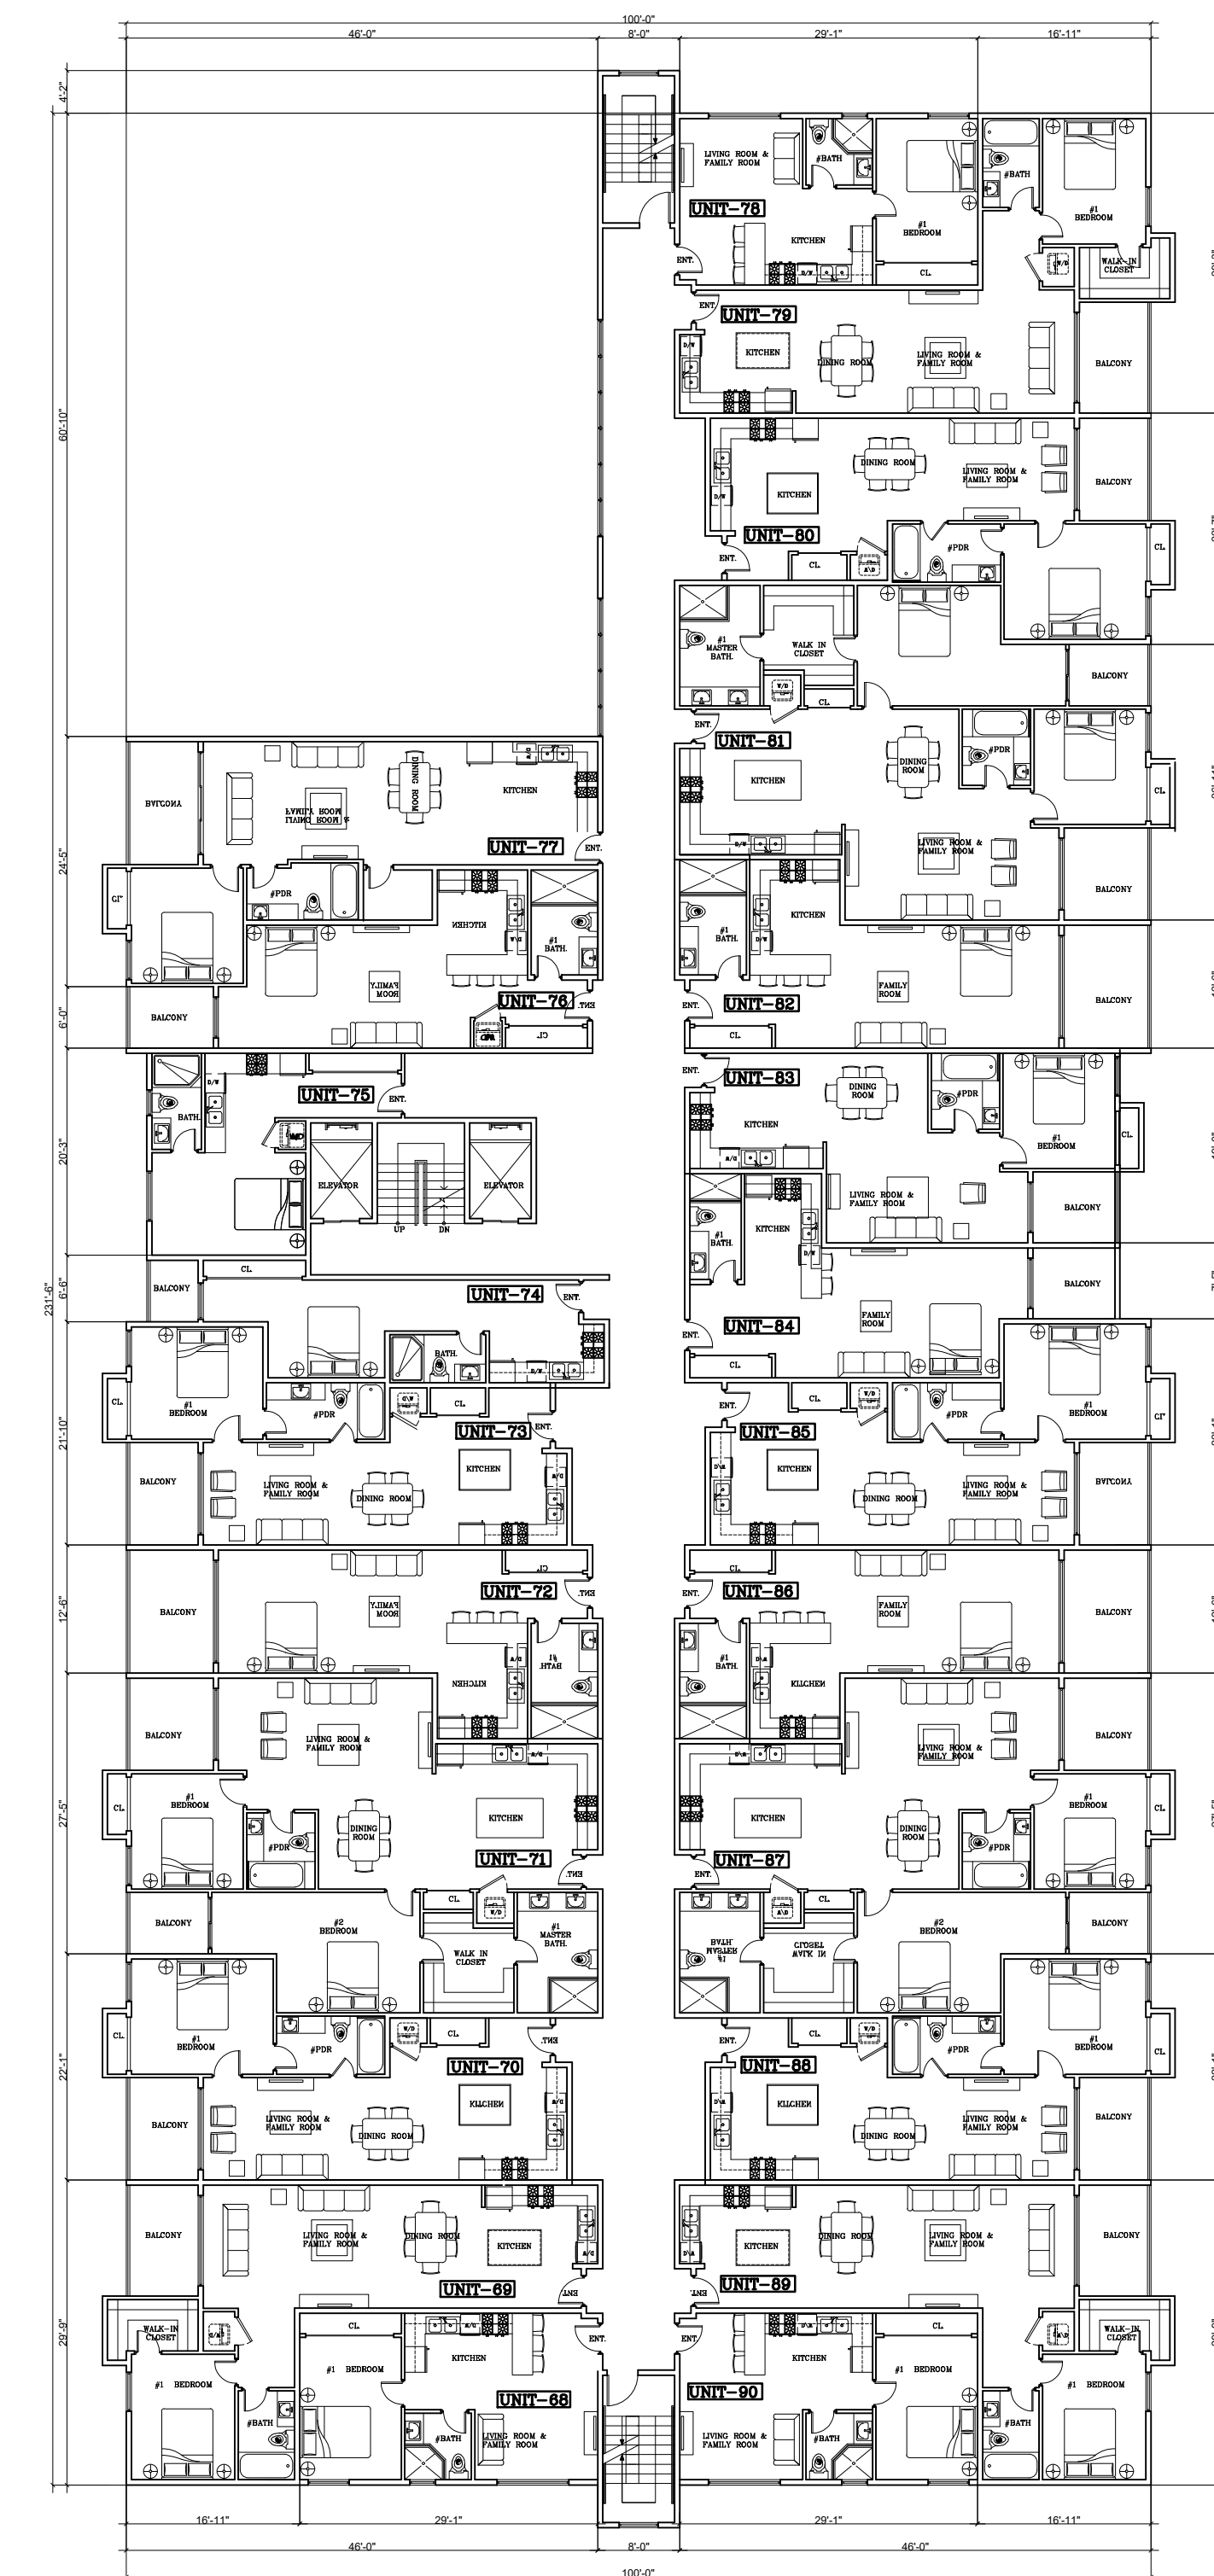 100'-0"
46'-0"
8'-0"
29'-1"
16'-11"
4'-2"
LIVING ROOM &
FAMILY ROOM
#BATH
#BATH
#1
BEDROOM
UNIT-78
#1
BEDROOM
KITCHEN
ENT.
D/W
CL.
W/D
WALK-IN
CLOSET
ENT.
UNIT-79
D/W
KITCHEN
DINING ROOM
LIVING ROOM &
FAMILY ROOM
BALCONY
60'-10"
DINING ROOM
LIVING ROOM &
FAMILY ROOM
BALCONY
KITCHEN
D/W
UNIT-80
ENT.
CL.
#PDR
CL.
#1
MASTER
BATH.
WALK IN
CLOSET
W/D
CL.
BALCONY
ENT.
UNIT-81
#PDR
DINING
ROOM
KITCHEN
CL.
D/W
LIVING ROOM &
FAMILY ROOM
BALCONY
BALCONY
DINING ROOM
KITCHEN
LIVING ROOM &
FAMILY ROOM
UNIT-77
ENT.
24'-5"
#PDR
CL.
KITCHEN
D/W
#1
BATH.
FAMILY
ROOM
UNIT-76
ENT.
CL.
BALCONY
6'-0"
KITCHEN
#1
BATH.
D/W
FAMILY
ROOM
UNIT-82
ENT.
CL.
BALCONY
UNIT-75
D/W
BATH.
ENT.
20'-3"
ELEVATOR
ELEVATOR
UP
DN
ENT.
UNIT-83
DINING
ROOM
#PDR
KITCHEN
#1
BEDROOM
CL.
LIVING ROOM &
FAMILY ROOM
BALCONY
KITCHEN
#1
BATH.
D/W
FAMILY
ROOM
BALCONY
UNIT-84
ENT.
CL.
CL.
BALCONY
UNIT-74
ENT.
231'-6"
6'-6"
BATH.
D/W
#1
BEDROOM
CL.
#PDR
CL.
UNIT-73
ENT.
21'-10"
BALCONY
LIVING ROOM &
FAMILY ROOM
DINING ROOM
KITCHEN
ENT.
CL.
W/D
#PDR
#1
BEDROOM
CL.
UNIT-85
KITCHEN
DINING ROOM
LIVING ROOM &
FAMILY ROOM
BALCONY
CL.
UNIT-72
ENT.
BALCONY
FAMILY
ROOM
12'-6"
#1
BATH.
KITCHEN
CL.
ENT.
UNIT-86
FAMILY
ROOM
BALCONY
#1
BATH.
KITCHEN
BALCONY
LIVING ROOM &
FAMILY ROOM
#1
BEDROOM
CL.
27'-5"
DINING
ROOM
KITCHEN
#PDR
UNIT-71
ENT.
LIVING ROOM &
FAMILY ROOM
BALCONY
KITCHEN
DINING
ROOM
#1
BEDROOM
CL.
#PDR
ENT.
UNIT-87
BALCONY
#2
BEDROOM
CL.
W/D
WALK IN
CLOSET
#1
MASTER
BATH.
#1
MASTER
BATH.
WALK IN
CLOSET
CL.
#2
BEDROOM
BALCONY
CL.
#1
BEDROOM
#PDR
W/D
CL.
ENT.
UNIT-70
22'-1"
BALCONY
LIVING ROOM &
FAMILY ROOM
DINING ROOM
KITCHEN
ENT.
CL.
W/D
#PDR
#1
BEDROOM
CL.
UNIT-88
KITCHEN
DINING ROOM
LIVING ROOM &
FAMILY ROOM
BALCONY
BALCONY
LIVING ROOM &
FAMILY ROOM
DINING ROOM
KITCHEN
UNIT-69
ENT.
KITCHEN
DINING ROOM
LIVING ROOM &
FAMILY ROOM
BALCONY
UNIT-89
ENT.
29'-9"
WALK-IN
CLOSET
CL.
KITCHEN
ENT.
#1 BEDROOM
#1 BEDROOM
UNIT-68
#BATH
#BATH
LIVING ROOM &
FAMILY ROOM
ENT.
KITCHEN
CL.
WALK-IN
CLOSET
#1 BEDROOM
#1 BEDROOM
UNIT-90
LIVING ROOM &
FAMILY ROOM
#BATH
#BATH
16'-11"
29'-1"
29'-1"
16'-11"
46'-0"
8'-0"
46'-0"
100'-0"